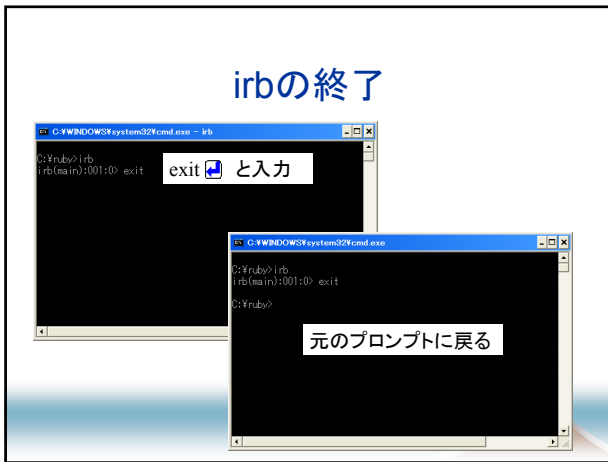 irbの終了
C:¥WINDOWS¥system32¥cmd.exe - irb
C:¥ruby>irb
irb(main):001:0> exit
exit と入力
C:¥WINDOWS¥system32¥cmd.exe
C:¥ruby>irb
irb(main):001:0> exit
C:¥ruby>
元のプロンプトに戻る